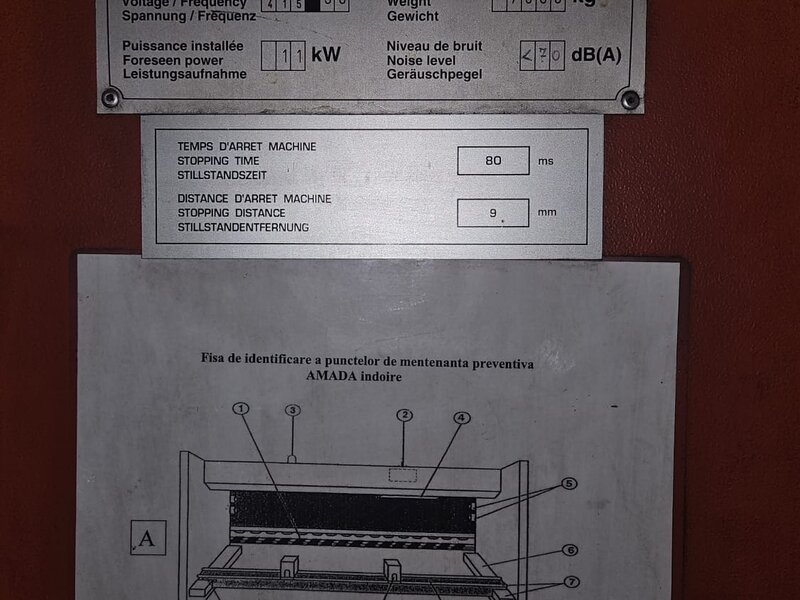 Voltage / Frequency 415
Weight
kg
Spannung / Frequenz
Gewicht
Puissance installée
Foreseen power 11 kW
Leistungsaufnahme
Niveau de bruit
Noise level <70 dB(A)
Geräuschpegel
TEMPS D'ARRET MACHINE
STOPPING TIME 80 ms
STILLSTANDSZEIT
DISTANCE D'ARRET MACHINE
STOPPING DISTANCE 9 mm
STILLSTANDENTFERNUNG
Fisa de identificare a punctelor de mentenanta preventiva
AMADA indoire
1
3
2
4
5
A
6
7